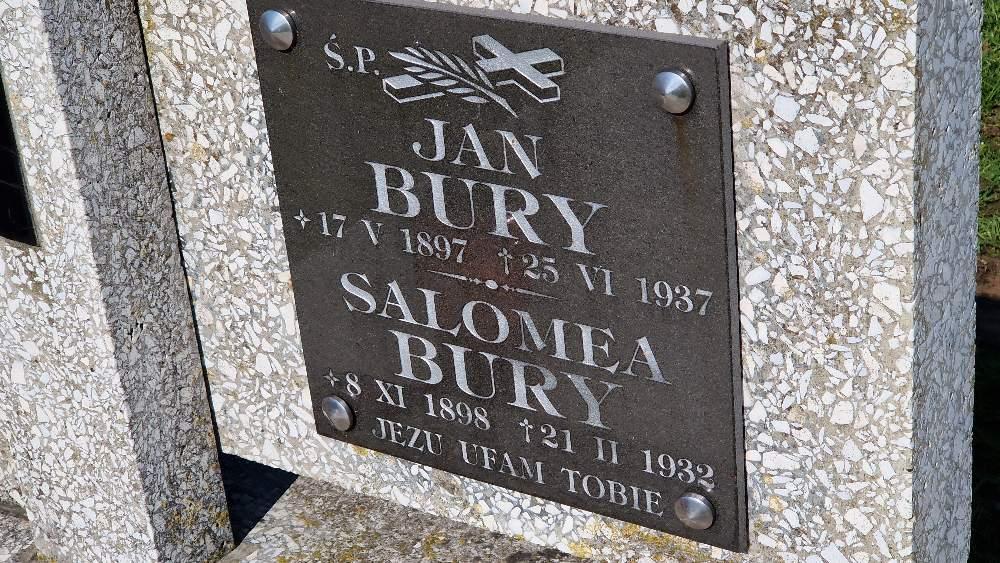 Ś.P.
JAN
BURY
17 V 1897 † 25 VI 1937
SALOMEA
BURY
8 XI 1898 † 21 II 1932
JEZU UFAM TOBIE